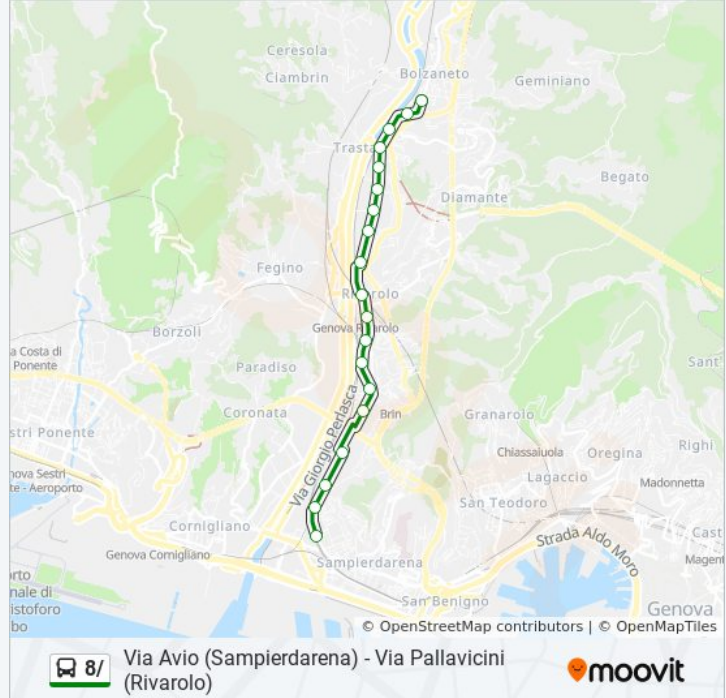 Bolzaneto
Ceresola
Ciambrin
Geminiano
Trasta
Begato
Diamante
Fegino
Rivarolo
Genova Rivarolo
Borzoli
a Costa di
Ponente
Sant'
Paradiso
Via Giorgio Perlasca
Coronata
Brin
Granarolo
stri Ponente
Righi
Chiassaiuola
Oregina
nova Sestri
te - Aeroporto
Lagaccio
Madonnetta
San Teodoro
Cornigliano
Strada Aldo Moro
Cast
Magent
Genova Cornigliano
Sampierdarena
orto
nale di
istoforo
bo
San Benigno
Genova
© OpenStreetMap contributors | © OpenMapTiles
8/
Via Avio (Sampierdarena) - Via Pallavicini
(Rivarolo)
moovit